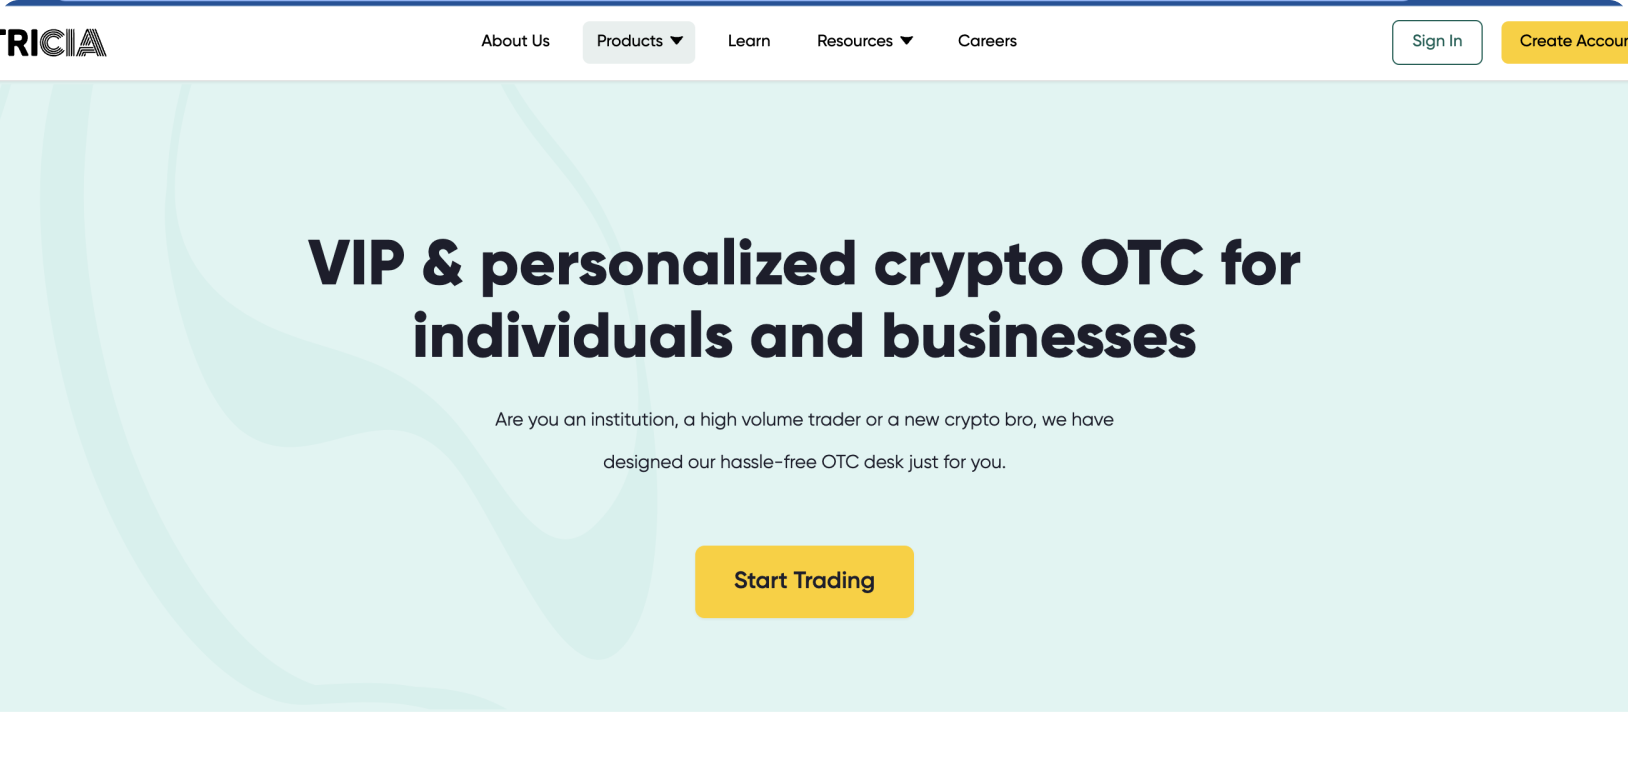 TRICIA
About Us
Products
Learn
Resources
Careers
Sign In
Create Accoun
VIP & personalized crypto OTC for
individuals and businesses
Are you an institution, a high volume trader or a new crypto bro, we have
designed our hassle-free OTC desk just for you.
Start Trading